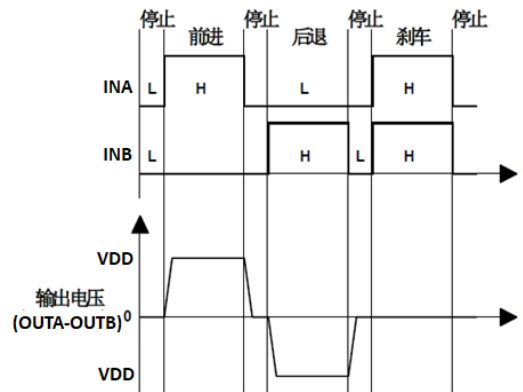 停止 停止 停止 停止
前进 后退 刹车
INA L H L H
INB L H L H
VDD
输出电压
(OUTA-OUTB) 0
VDD